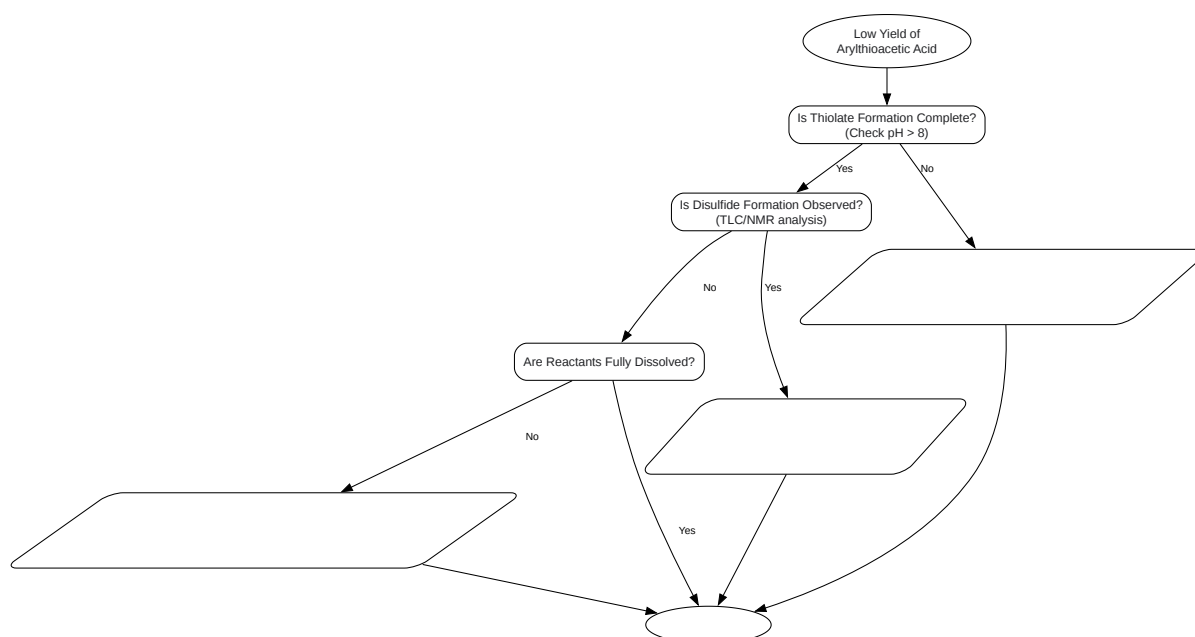 Low Yield of
Arylthioacetic Acid
Is Thiolate Formation Complete?
(Check pH > 8)
Yes
No
Is Disulfide Formation Observed?
(TLC/NMR analysis)
No
Yes
Are Reactants Fully Dissolved?
No
Yes